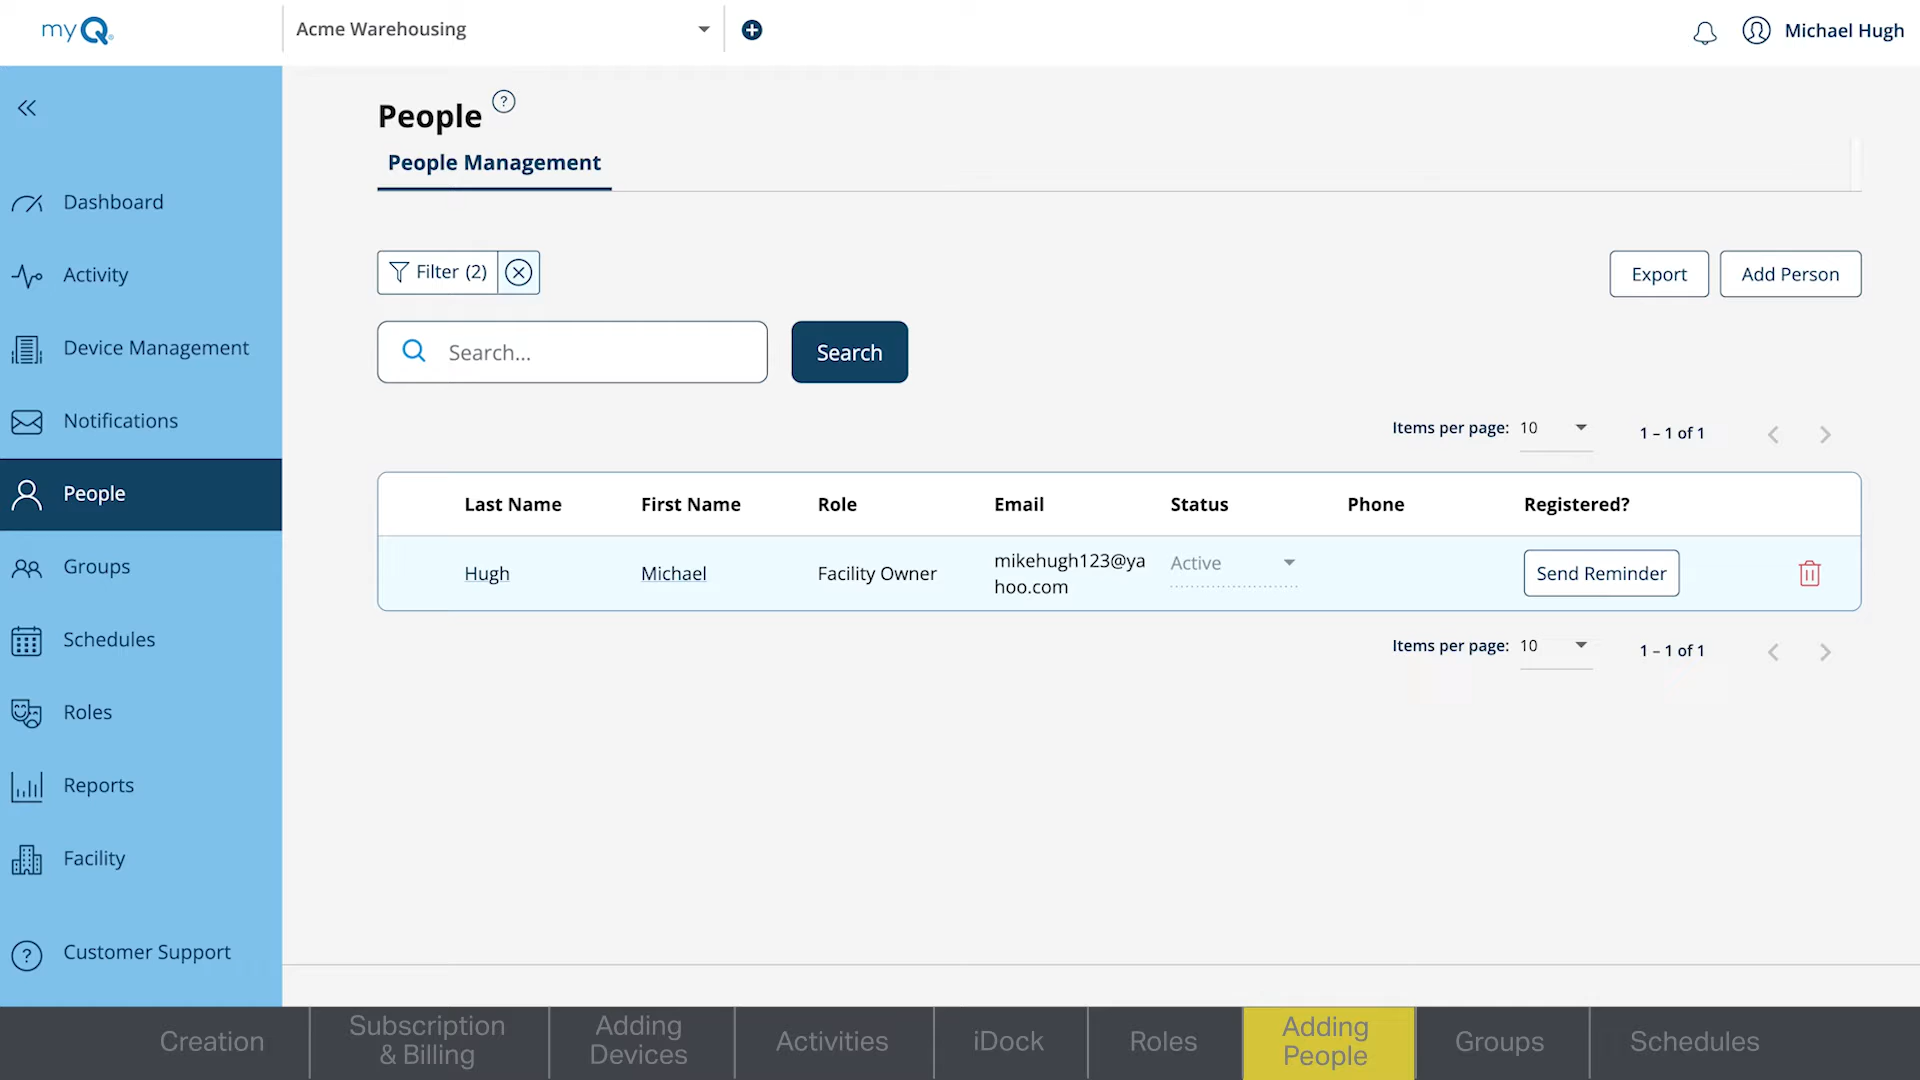 myQ
Acme Warehousing
Michael Hugh
People ?
People Management
Dashboard
Activity
Device Management
Notifications
People
Groups
Schedules
Roles
Reports
Facility
? Customer Support
Filter (2)
Export
Add Person
Search...
Search
Items per page: 10
1 – 1 of 1
Last Name First Name Role Email Status Phone Registered?
Hugh Michael Facility Owner mikehugh123@ya Active Send Reminder
hoo.com
Items per page: 10
1 – 1 of 1
Creation
Subscription
& Billing
Adding
Devices
Activities
iDock
Roles
Adding
People
Groups
Schedules